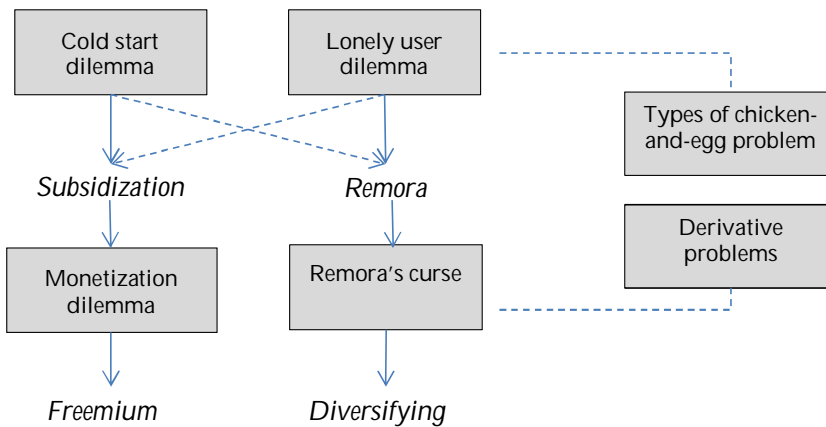 Cold start
dilemma
Lonely user
dilemma
Types of chicken-
and-egg problem
Subsidization
Remora
Derivative
problems
Monetization
dilemma
Remora’s curse
Freemium
Diversifying